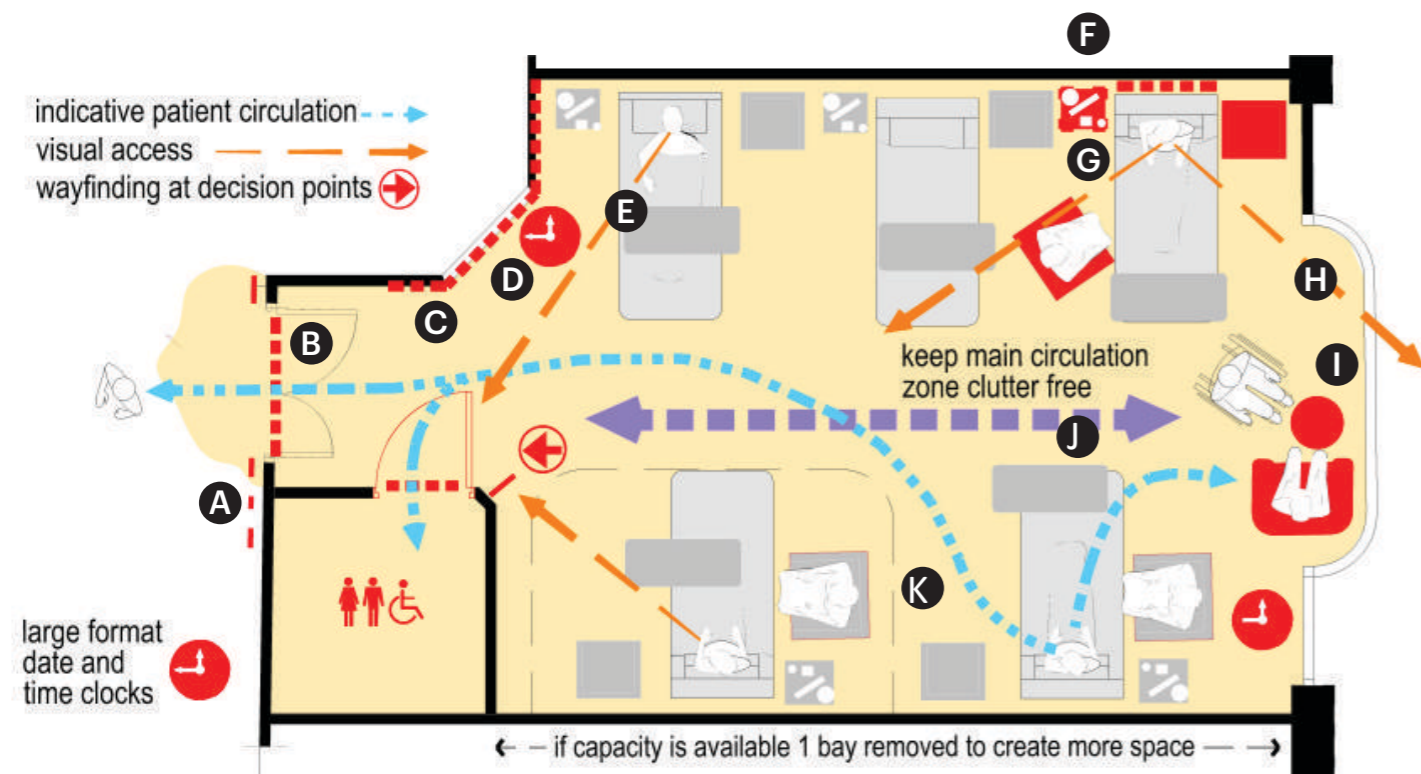 F
indicative patient circulation
visual access
wayfinding at decision points
G
E
D
H
C
B
keep main circulation
zone clutter free
I
J
A
K
large format
date and
time clocks
if capacity is available 1 bay removed to create more space